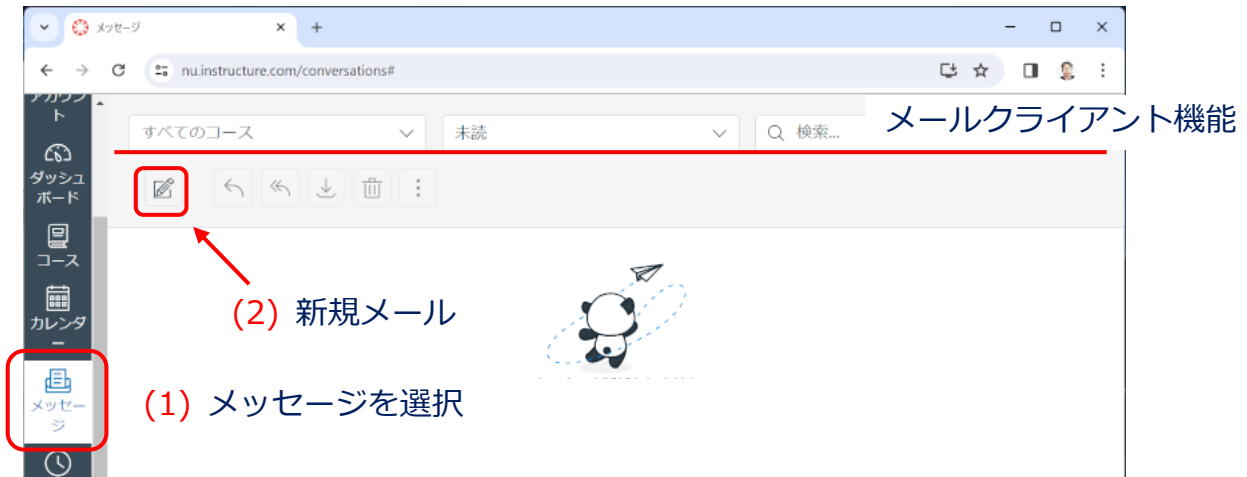 メッセージ
nu.instructure.com/conversations#
アカウン
ト
すべてのコース
未読
検索...
メールクライアント機能
ダッシュ
ボード
コース
(2) 新規メール
カレンダ
ー
(1) メッセージを選択
メッセー
ジ